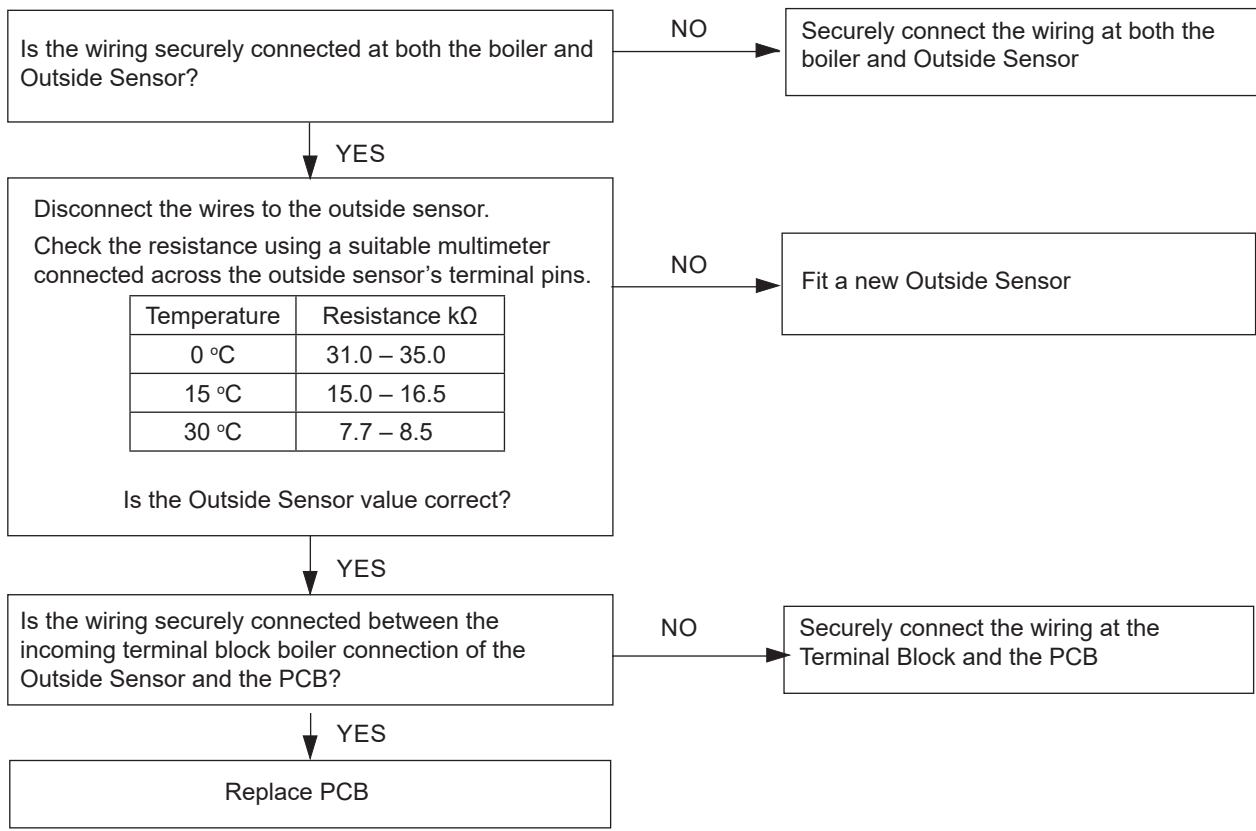 Is the wiring securely connected at both the boiler and
Outside Sensor?
NO
Securely connect the wiring at both the
boiler and Outside Sensor
YES
Disconnect the wires to the outside sensor.
Check the resistance using a suitable multimeter
connected across the outside sensor’s terminal pins.
Temperature Resistance kΩ
0 °C 31.0 – 35.0
15 °C 15.0 – 16.5
30 °C 7.7 – 8.5
Is the Outside Sensor value correct?
NO
Fit a new Outside Sensor
YES
Is the wiring securely connected between the
incoming terminal block boiler connection of the
Outside Sensor and the PCB?
NO
Securely connect the wiring at the
Terminal Block and the PCB
YES
Replace PCB